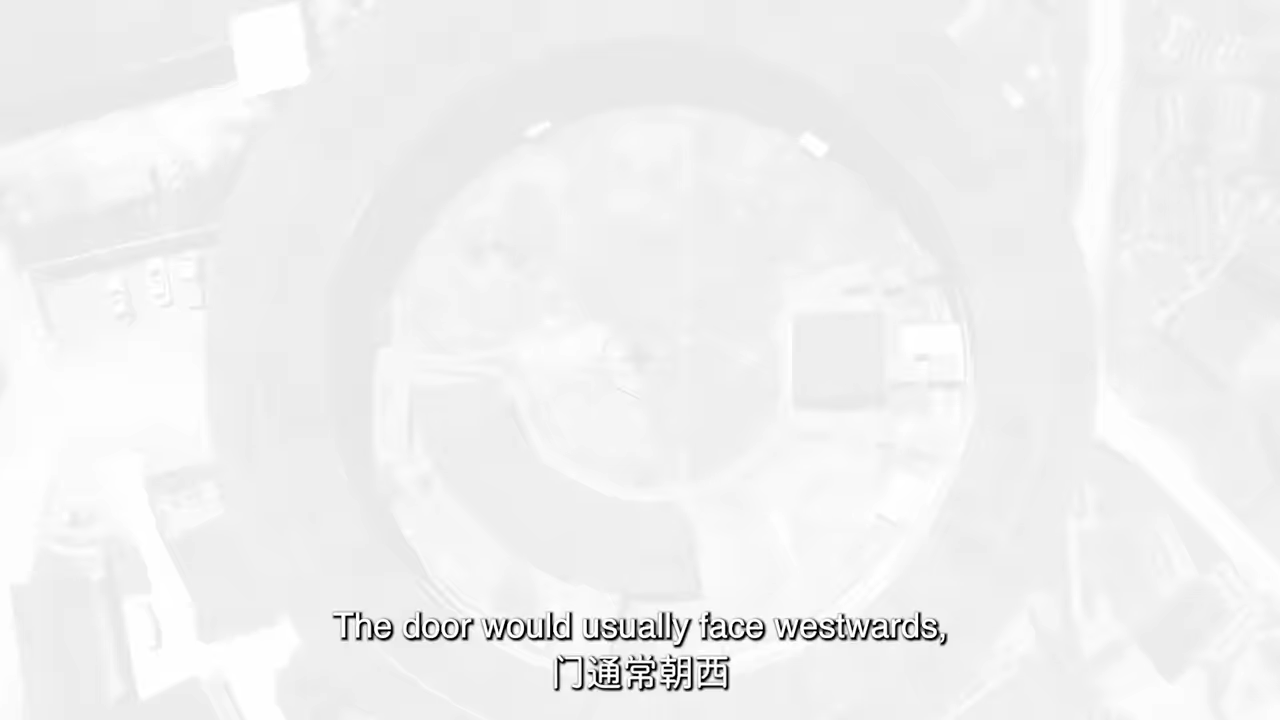 The door would usually face westwards,
门通常朝西